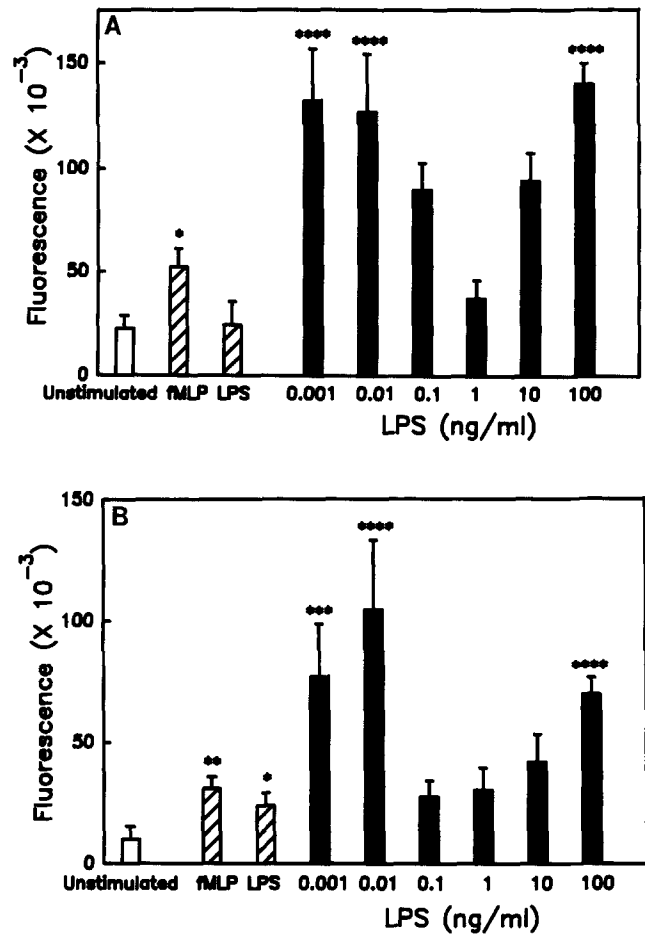 A
Fluorescence (X 10⁻³)
150
100
50
0
*
****
****
****
Unstimulated fMLP LPS 0.001 0.01 0.1 1 10 100
LPS (ng/ml)
B
Fluorescence (X 10⁻³)
150
100
50
0
**
*
***
****
****
Unstimulated fMLP LPS 0.001 0.01 0.1 1 10 100
LPS (ng/ml)